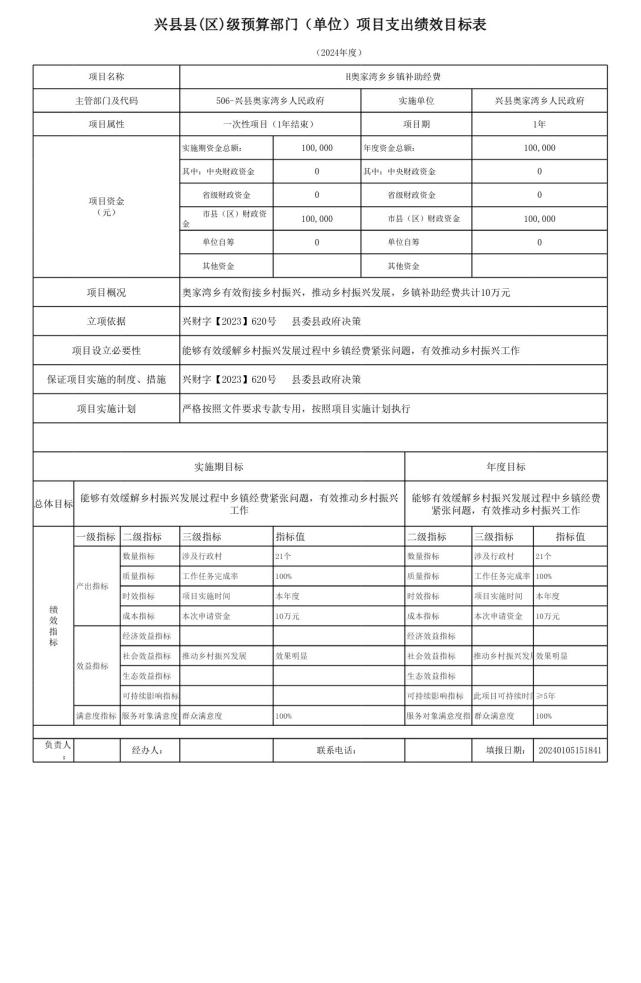 兴县县(区)级预算部门（单位）项目支出绩效目标表
（2024年度）
项目名称 H奥家湾乡乡镇补助经费
主管部门及代码 506-兴县奥家湾乡人民政府 实施单位 兴县奥家湾乡人民政府
项目属性 一次性项目（1年结束） 项目期 1年
项目资金（元） 实施期资金总额: 100,000 年度资金总额: 100,000
其中: 中央财政资金 0 其中: 中央财政资金 0
省级财政资金 0 省级财政资金 0
市县（区）财政资金 100,000 市县（区）财政资金 100,000
单位自筹 0 单位自筹 0
其他资金 其他资金
项目概况 奥家湾乡有效衔接乡村振兴，推动乡村振兴发展，乡镇补助经费共计10万元
立项依据 兴财字【2023】620号 县委县政府决策
项目设立必要性 能够有效缓解乡村振兴发展过程中乡镇经费紧张问题，有效推动乡村振兴工作
保证项目实施的制度、措施 兴财字【2023】620号 县委县政府决策
项目实施计划 严格按照文件要求专款专用，按照项目实施计划执行
实施期目标 年度目标
总体目标 能够有效缓解乡村振兴发展过程中乡镇经费紧张问题，有效推动乡村振兴工作 能够有效缓解乡村振兴发展过程中乡镇经费紧张问题，有效推动乡村振兴工作
绩效指标 一级指标 二级指标 三级指标 指标值 二级指标 三级指标 指标值
产出指标 数量指标 涉及行政村 21个 数量指标 涉及行政村 21个
质量指标 工作任务完成率 100% 质量指标 工作任务完成率 100%
时效指标 项目实施时间 本年度 时效指标 项目实施时间 本年度
成本指标 本次申请资金 10万元 成本指标 本次申请资金 10万元
效益指标 经济效益指标 经济效益指标
社会效益指标 推动乡村振兴发展 效果明显 社会效益指标 推动乡村振兴发 效果明显
生态效益指标 生态效益指标
可持续影响指标 可持续影响指标 此项目可持续时 ≥5年
满意度指标 服务对象满意度 群众满意度 100% 服务对象满意度指 群众满意度 100%
负责人: 经办人: 联系电话: 填报日期: 20240105151841